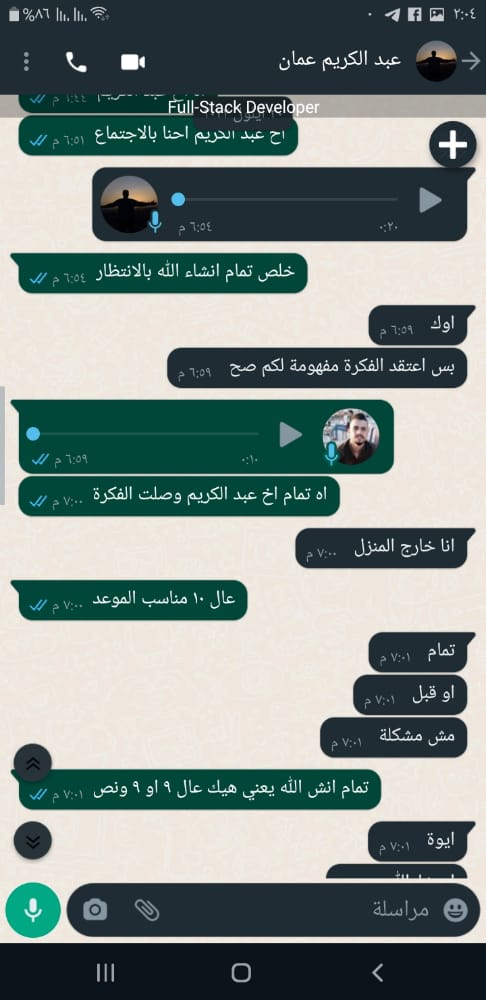 ٢:٠٤
%٨٦
عبد الكريم عمان
Full-Stack Developer
اخ عبد الكريم احنا بالاجتماع ٦:٥١ م
٠:٢٠ ٦:٥٤ م
خلص تمام انشاء الله بالانتظار ٦:٥٤ م
اوك ٦:٥٩ م
بس اعتقد الفكرة مفهومة لكم صح ٦:٥٩ م
٠:١٠ ٦:٥٩ م
اه تمام اخ عبد الكريم وصلت الفكرة ٧:٠٠ م
انا خارج المنزل ٧:٠٠ م
عال ١٠ مناسب الموعد ٧:٠٠ م
تمام ٧:٠١ م
او قبل ٧:٠١ م
مش مشكلة ٧:٠١ م
تمام انش الله يعني هيك عال ٩ او ٩ ونص ٧:٠١ م
ايوة ٧:٠١ م
مراسلة